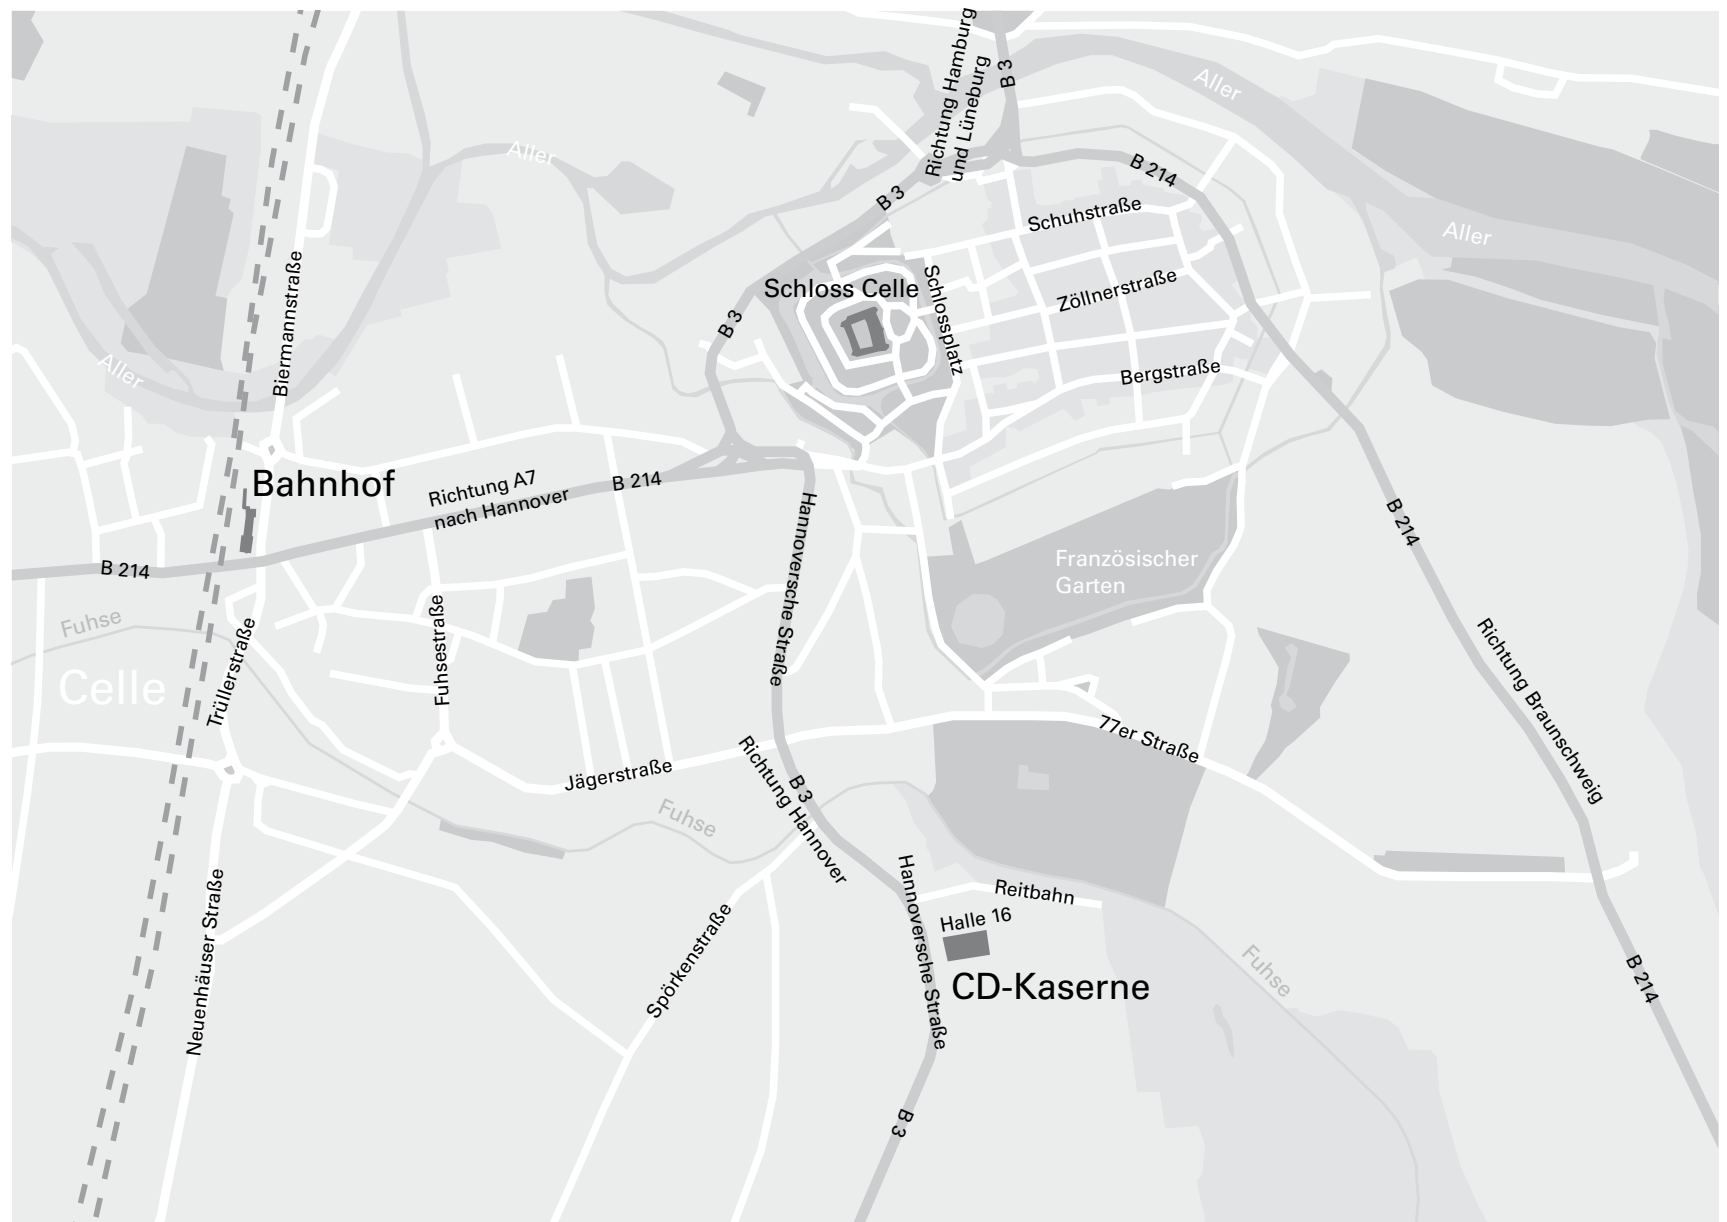 Richtung Hamburg
und Lüneburg
B 3
Aller
Aller
B 214
B 3
Schuhstraße
Aller
Biermannstraße
Schloss Celle
Schlossplatz
Zöllnerstraße
B 3
Aller
Bergstraße
Bahnhof
Richtung A7
nach Hannover
B 214
Hannoversche Straße
B 214
Französischer
Garten
B 214
Fuhse
Fuhsestraße
Trüllerstraße
Celle
Richtung Braunschweig
77er Straße
Jägerstraße
Richtung Hannover
B 3
Fuhse
Neuenhäuser Straße
Spörkenstraße
Hannoversche Straße
Reitbahn
Halle 16
CD-Kaserne
Fuhse
B 214
B 3